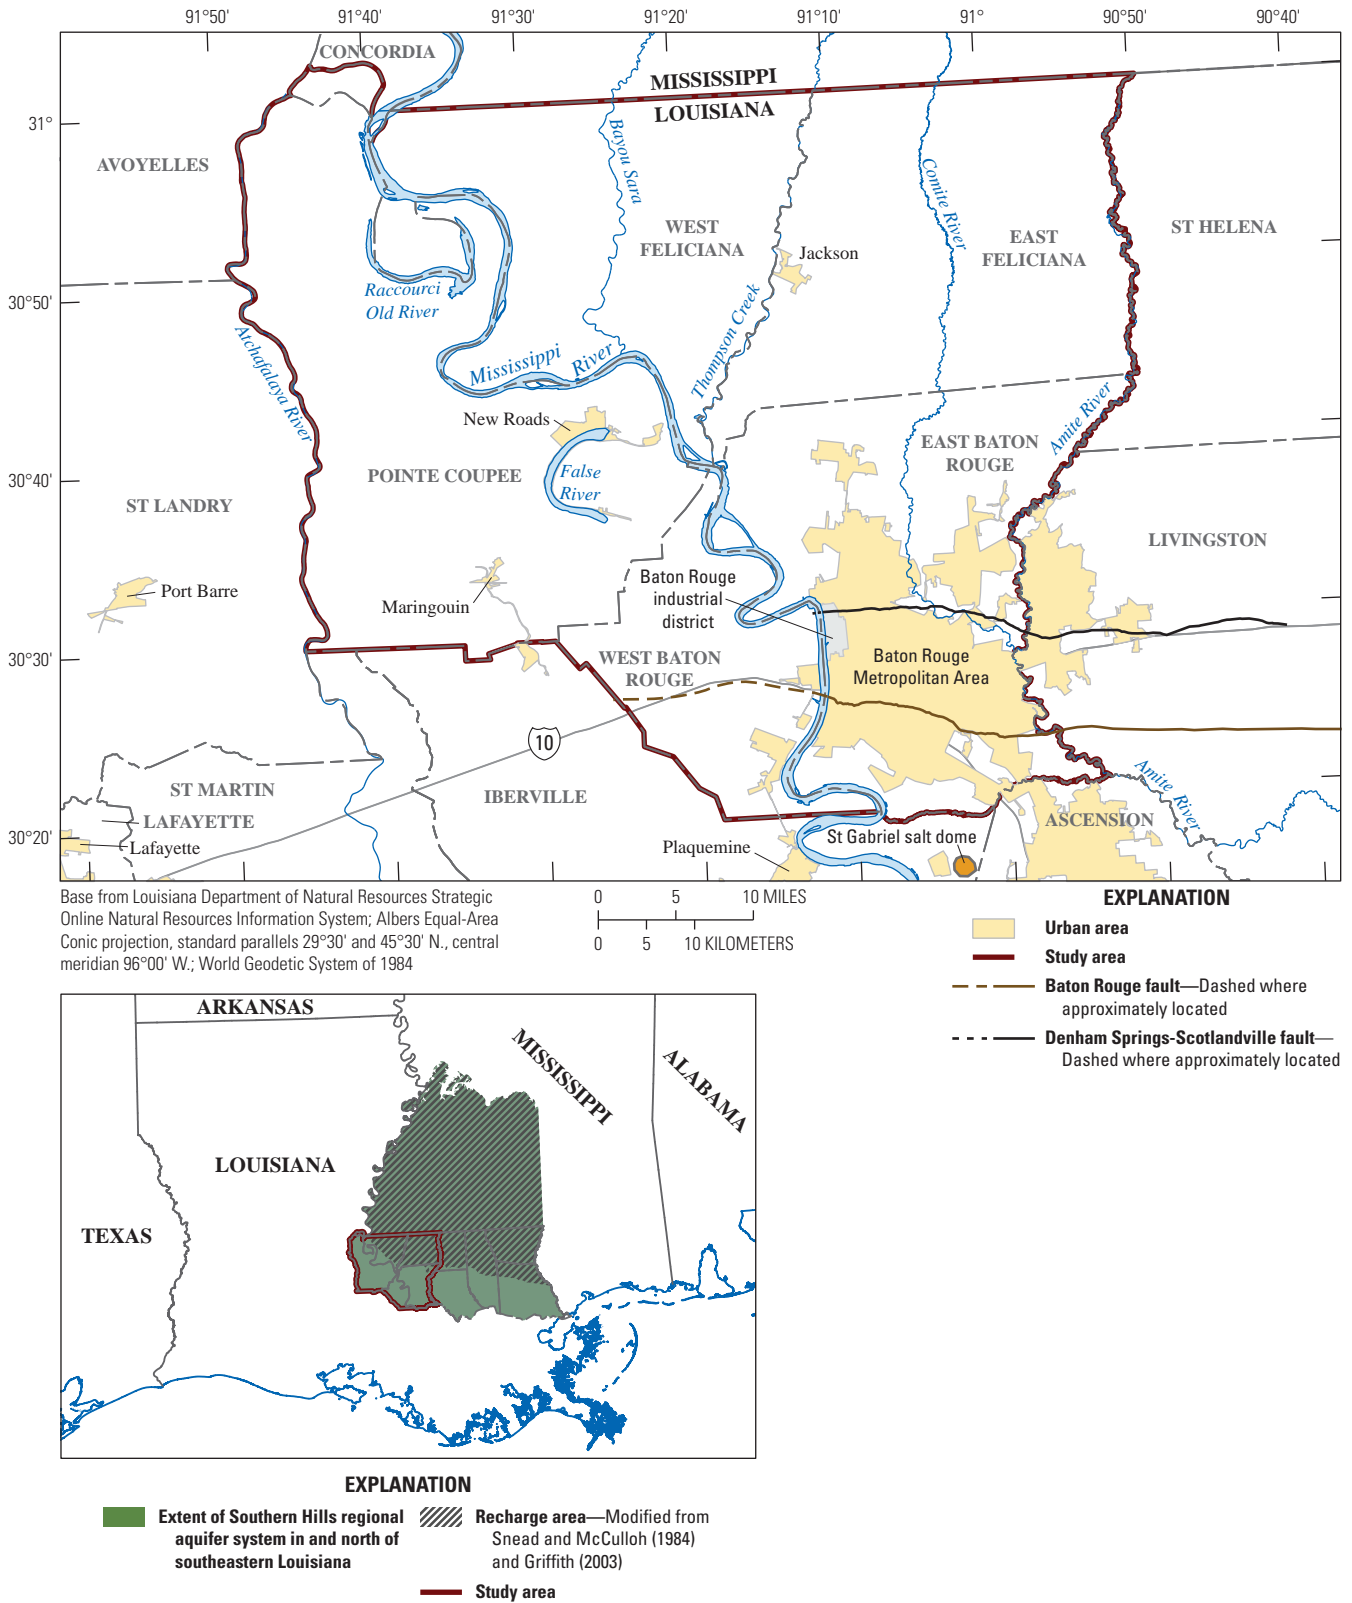 91°50'
91°40'
91°30'
91°20'
91°10'
91°
90°50'
90°40'
CONCORDIA
MISSISSIPPI
LOUISIANA
31°
AVOYELLES
Bayou Sara
Comite River
WEST
FELICIANA
EAST
FELICIANA
ST HELENA
Jackson
Raccourci
Old River
30°50'
Thompson Creek
Atchafalaya River
Mississippi River
Amite River
New Roads
EAST BATON
ROUGE
POINTE COUPEE
False
River
30°40'
ST LANDRY
LIVINGSTON
Baton Rouge
industrial
district
Port Barre
Maringouin
30°30'
WEST BATON
ROUGE
Baton Rouge
Metropolitan Area
10
Amite River
ST MARTIN
IBERVILLE
LAFAYETTE
ASCENSION
30°20'
Lafayette
Plaquemine
St Gabriel salt dome
Base from Louisiana Department of Natural Resources Strategic
Online Natural Resources Information System; Albers Equal-Area
Conic projection, standard parallels 29°30' and 45°30' N., central
meridian 96°00' W.; World Geodetic System of 1984
0 5 10 MILES
0 5 10 KILOMETERS
EXPLANATION
Urban area
Study area
Baton Rouge fault—Dashed where
approximately located
Denham Springs-Scotlandville fault—
Dashed where approximately located
ARKANSAS
MISSISSIPPI
ALABAMA
LOUISIANA
TEXAS
EXPLANATION
Extent of Southern Hills regional
aquifer system in and north of
southeastern Louisiana
Recharge area—Modified from
Snead and McCulloh (1984)
and Griffith (2003)
Study area